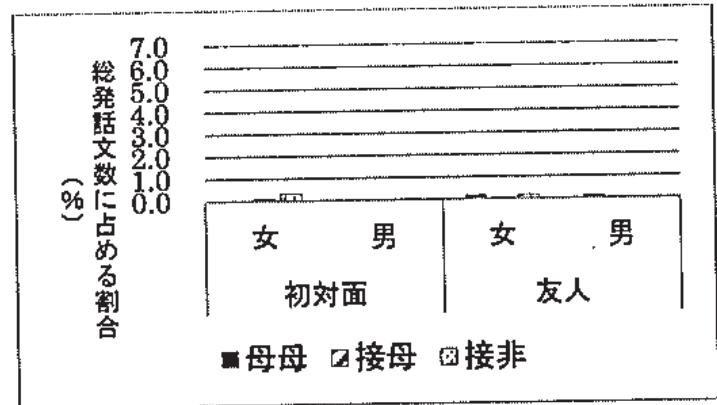 総発話文数に占める割合
（%）
7.0
6.0
5.0
4.0
3.0
2.0
1.0
0.0
女 男 女 男
初対面 友人
母母 接母 接非